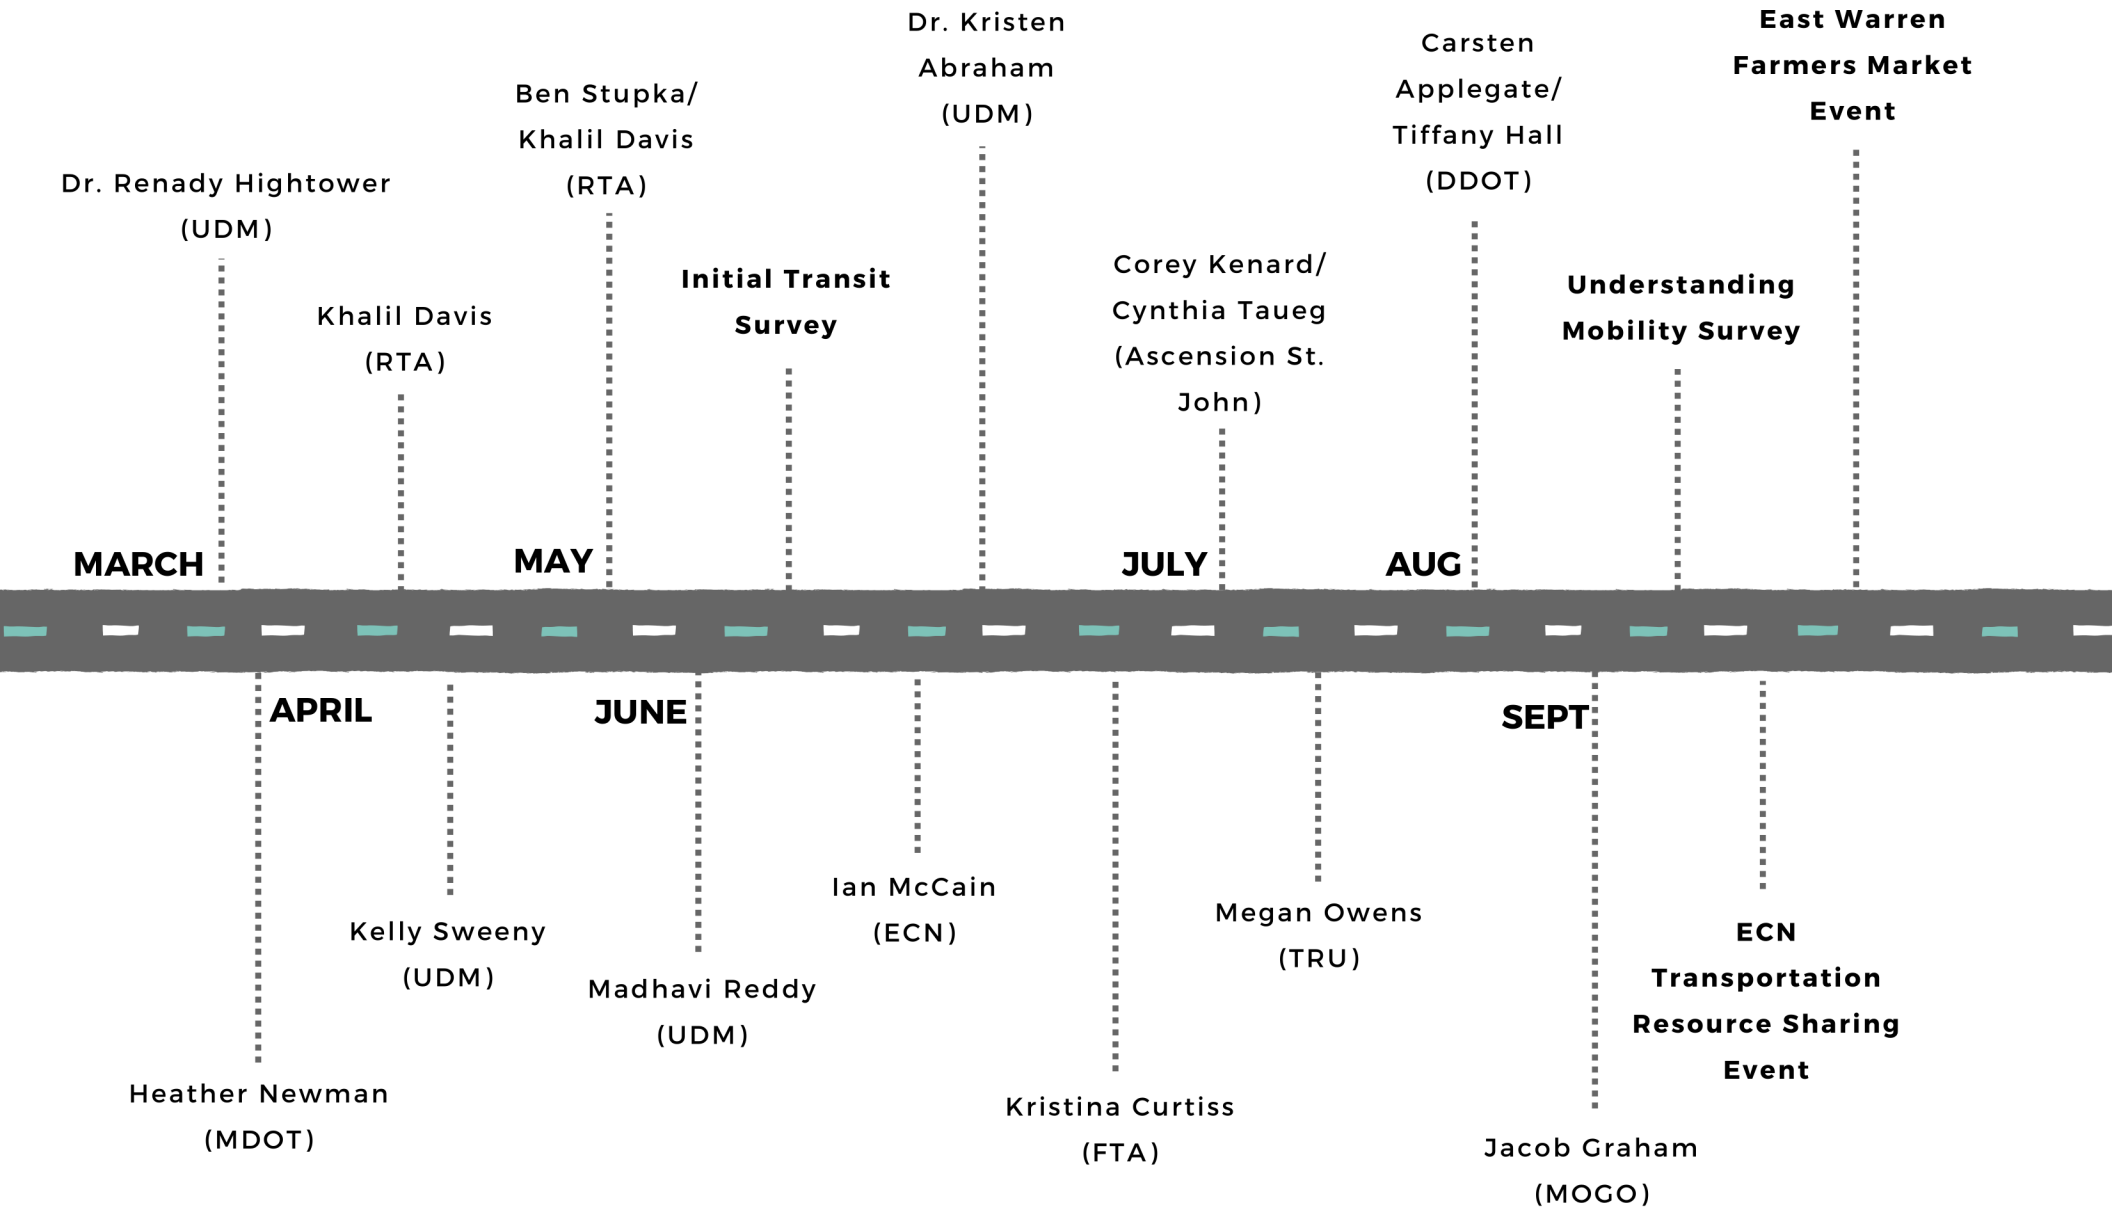 Dr. Renady Hightower
(UDM)
Khalil Davis
(RTA)
Ben Stupka/
Khalil Davis
(RTA)
Initial Transit
Survey
Dr. Kristen
Abraham
(UDM)
Corey Kenard/
Cynthia Taueg
(Ascension St.
John)
Carsten
Applegate/
Tiffany Hall
(DDOT)
Understanding
Mobility Survey
East Warren
Farmers Market
Event
MARCH
MAY
JULY
AUG
APRIL
JUNE
SEPT
Heather Newman
(MDOT)
Kelly Sweeny
(UDM)
Madhavi Reddy
(UDM)
Ian McCain
(ECN)
Kristina Curtiss
(FTA)
Megan Owens
(TRU)
Jacob Graham
(MOGO)
ECN
Transportation
Resource Sharing
Event